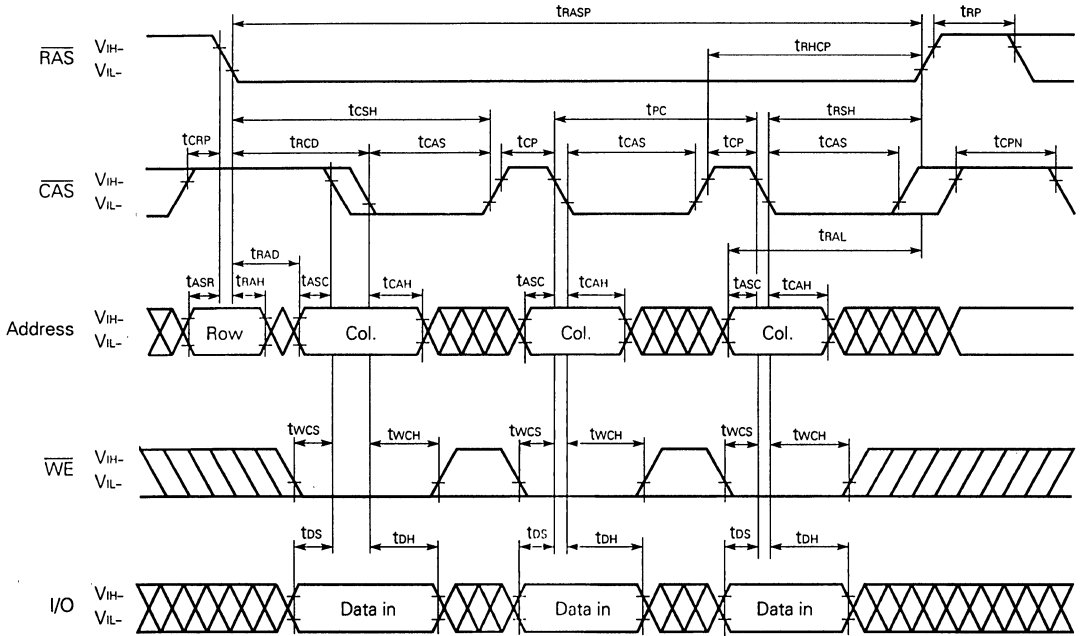 tRASP tRP
RAS VIH- VIL- tRHCP
tCSH tPC tRSH
tCRP tRCD tCAS tCP tCAS tCP tCAS tCPN
CAS VIH- VIL-
tRAD tRAL
tASR tRAH tASC tCAH tASC tCAH tASC tCAH
Address VIH- VIL- Row Col. Col. Col.
tWCS tWCH tWCS tWCH tWCS tWCH
WE VIH- VIL-
tDS tDH tDS tDH tDS tDH
I/O VIH- VIL- Data in Data in Data in